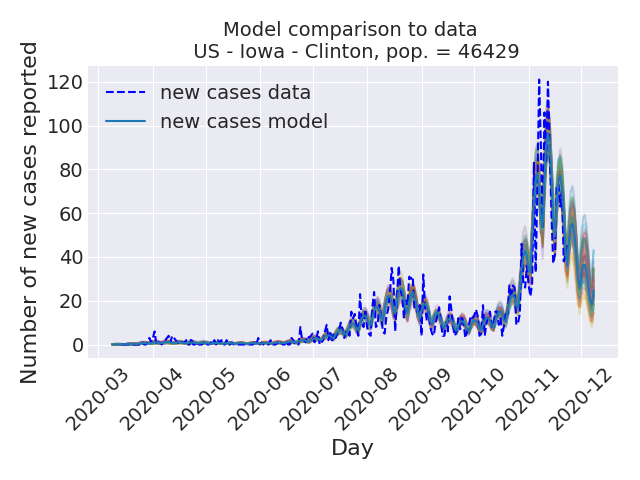 Model comparison to data
US - Iowa - Clinton, pop. = 46429
Number of new cases reported
120
100
80
60
40
20
0
new cases data
new cases model
2020-03
2020-04
2020-05
2020-06
2020-07
2020-08
2020-09
2020-10
2020-11
2020-12
Day